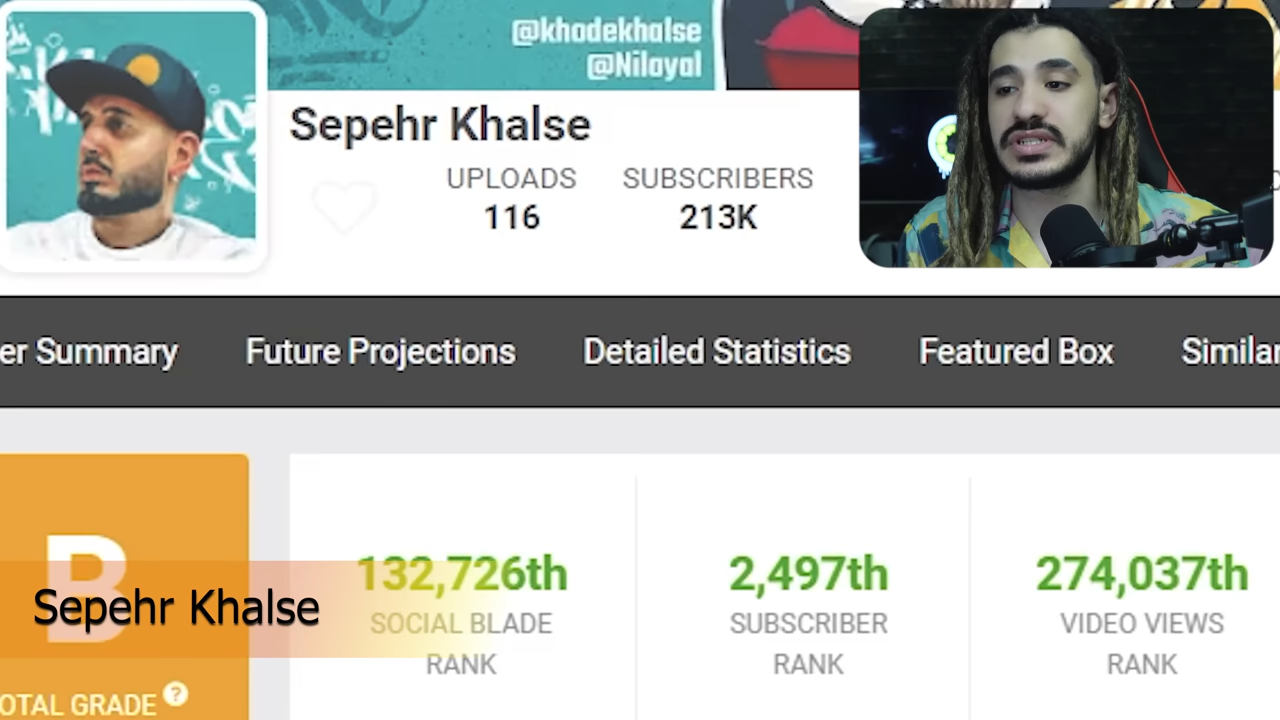 @khodekhalse
@Nilayal
Sepehr Khalse
UPLOADS
116
SUBSCRIBERS
213K
er Summary
Future Projections
Detailed Statistics
Featured Box
Similar
B
OTAL GRADE ?
132,726th
SOCIAL BLADE
RANK
2,497th
SUBSCRIBER
RANK
274,037th
VIDEO VIEWS
RANK
Sepehr Khalse